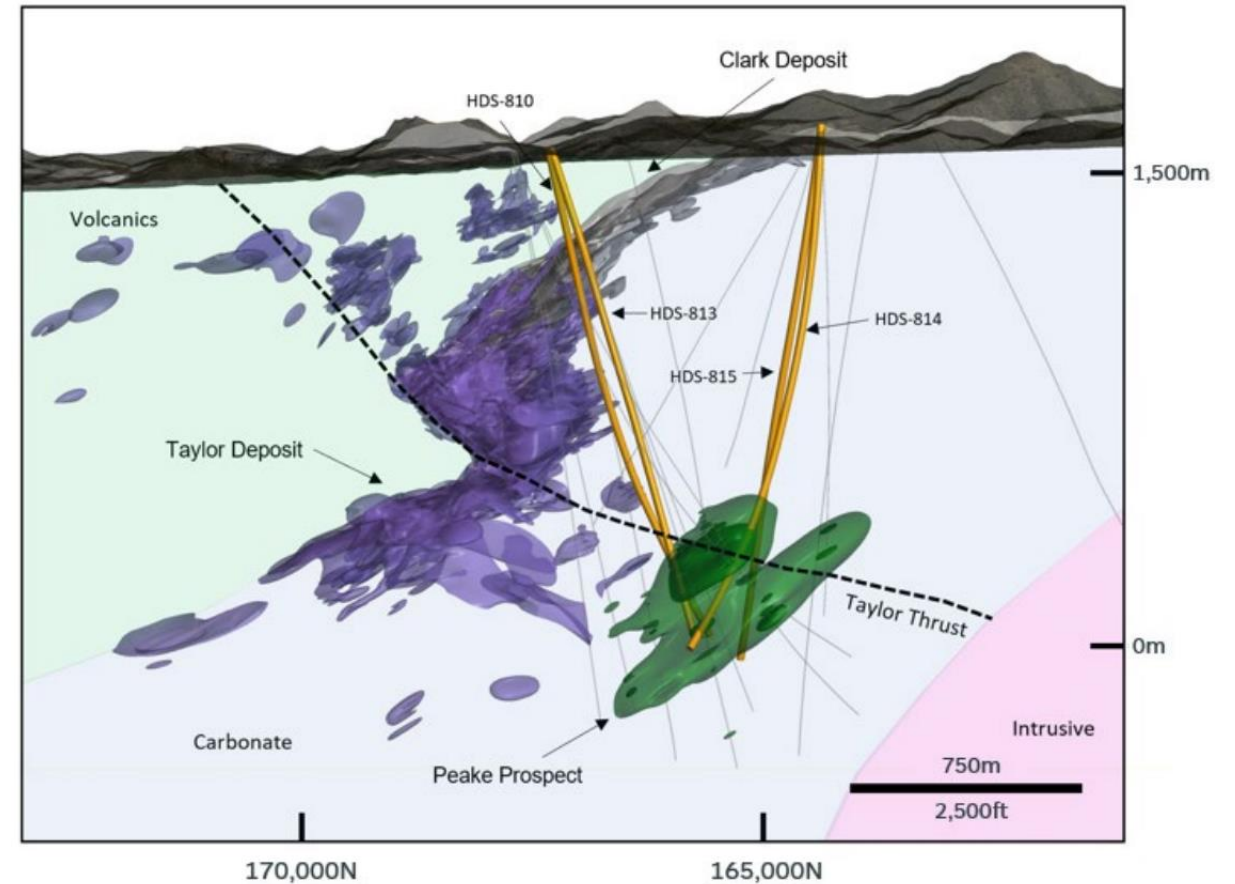 Clark Deposit
HDS-810
1,500m
Volcanics
HDS-813
HDS-814
HDS-815
Taylor Deposit
Taylor Thrust
0m
Carbonate
Intrusive
Peake Prospect
750m
2,500ft
170,000N
165,000N